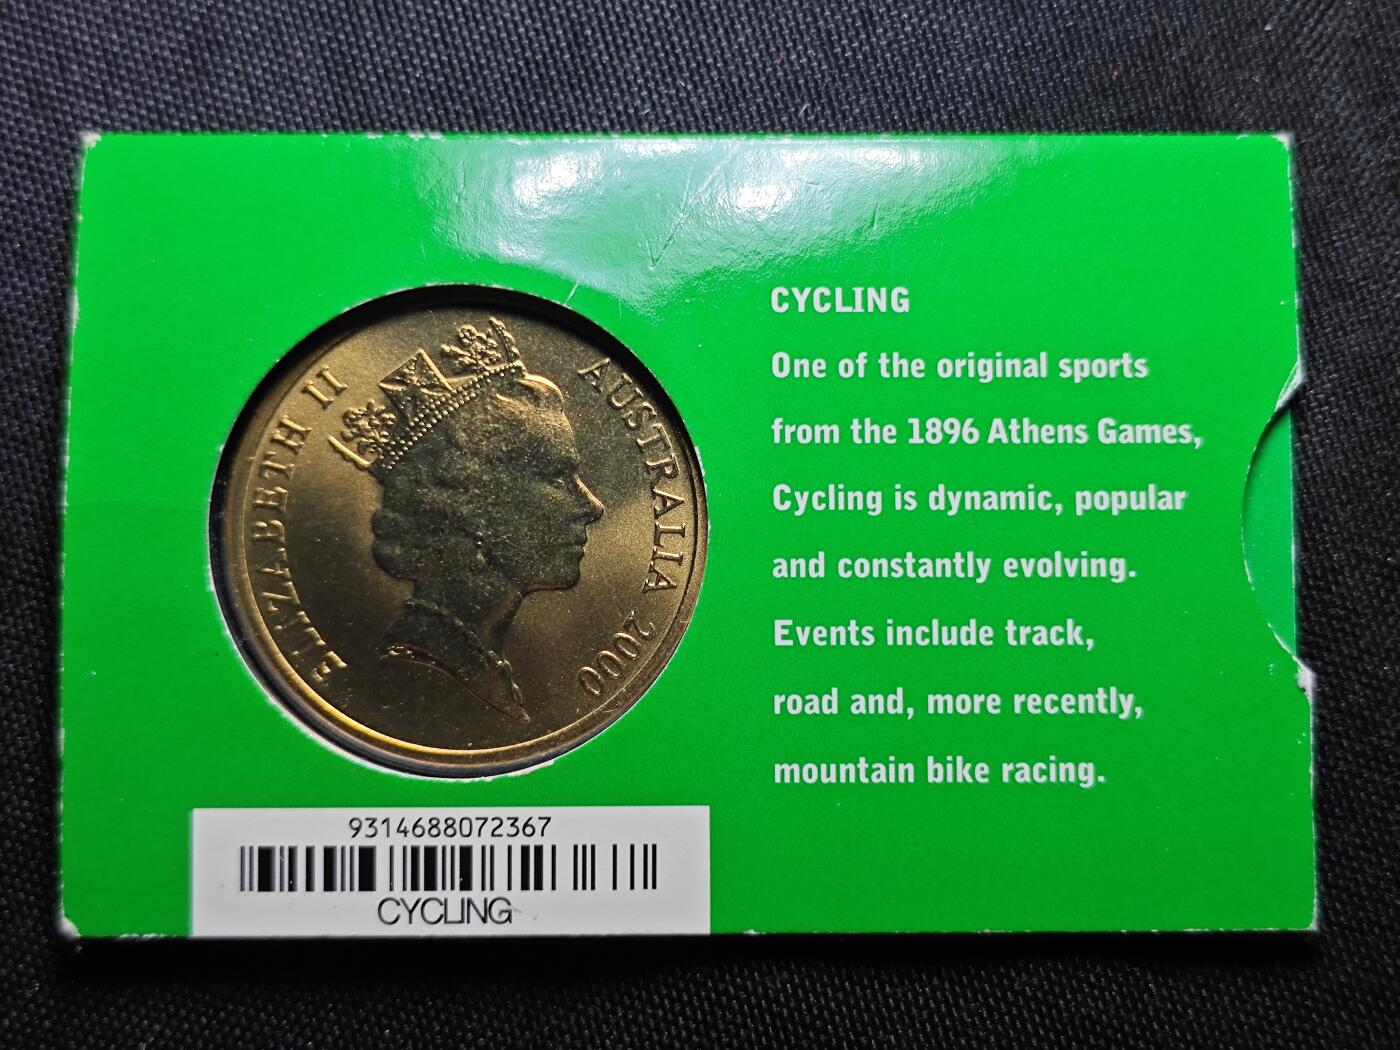 ELIZABETH II
AUSTRALIA 2000
CYCLING
One of the original sports
from the 1896 Athens Games,
Cycling is dynamic, popular
and constantly evolving.
Events include track,
road and, more recently,
mountain bike racing.
9314688072367
CYCLING